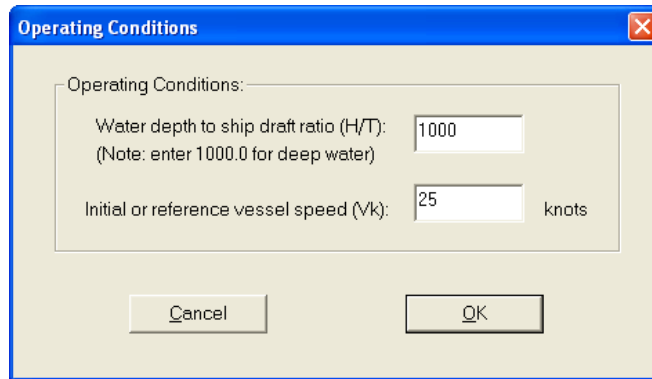 Operating Conditions
Operating Conditions:
Water depth to ship draft ratio (H/T): 1000
(Note: enter 1000.0 for deep water)
Initial or reference vessel speed (Vk): 25 knots
Cancel OK